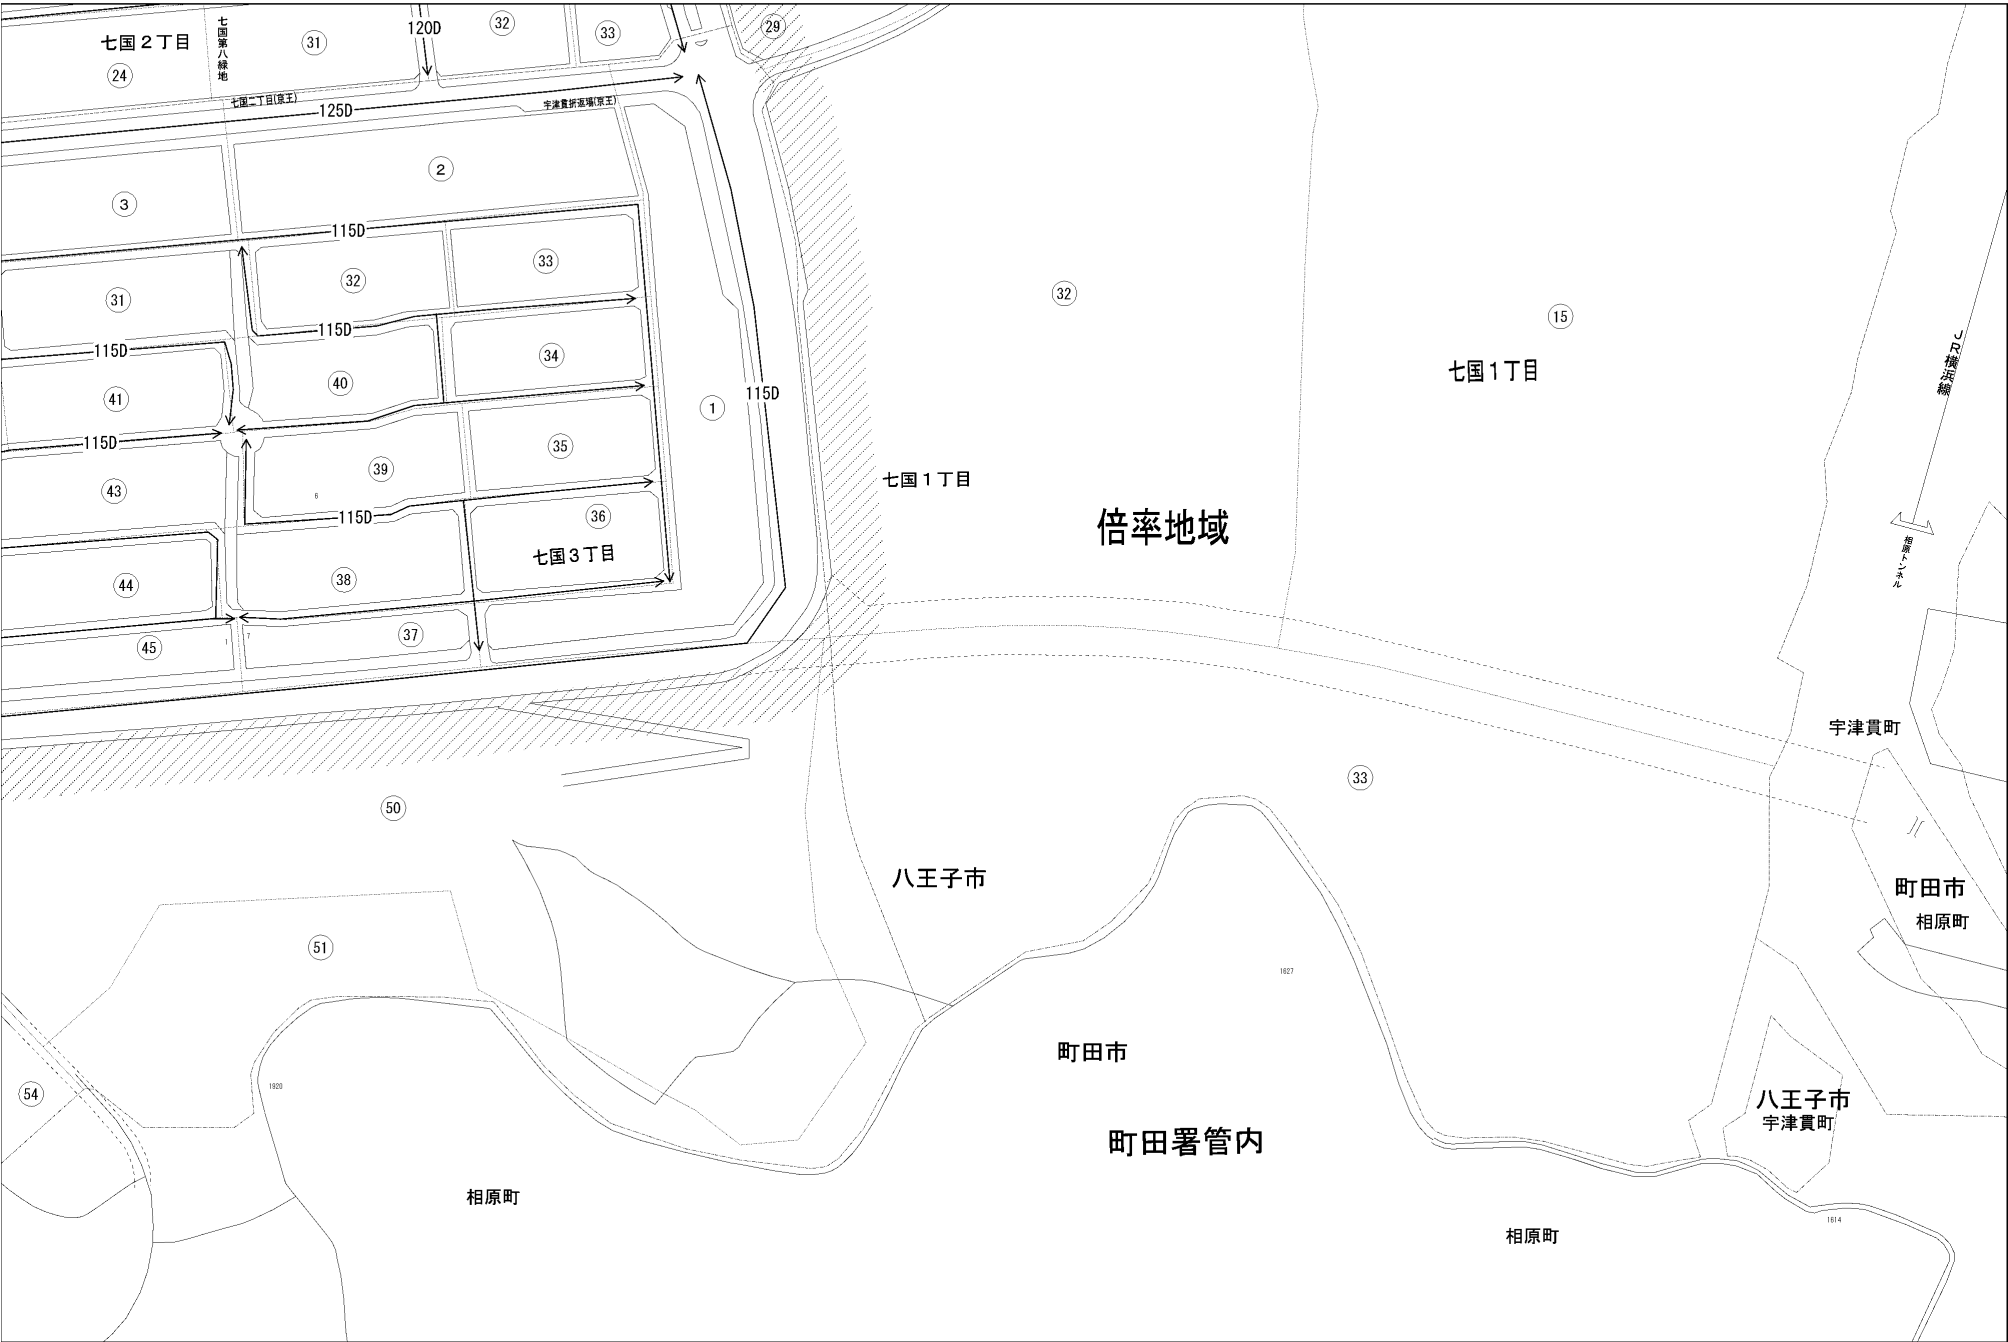 七国２丁目
24
七国第八緑地
31
120D
32
33
29
七国二丁目(京王)
125D
宇津貫折返場(京王)
3
2
115D
31
32
33
115D
115D
34
41
40
115D
1
115D
43
39
35
6
115D
36
七国３丁目
44
38
45
1
7
37
32
15
七国１丁目
七国１丁目
倍率地域
ＪＲ横浜線
相原トンネル
宇津貫町
33
50
八王子市
町田市
相原町
51
1627
町田市
54
1920
八王子市
宇津貫町
町田署管内
相原町
1614
相原町